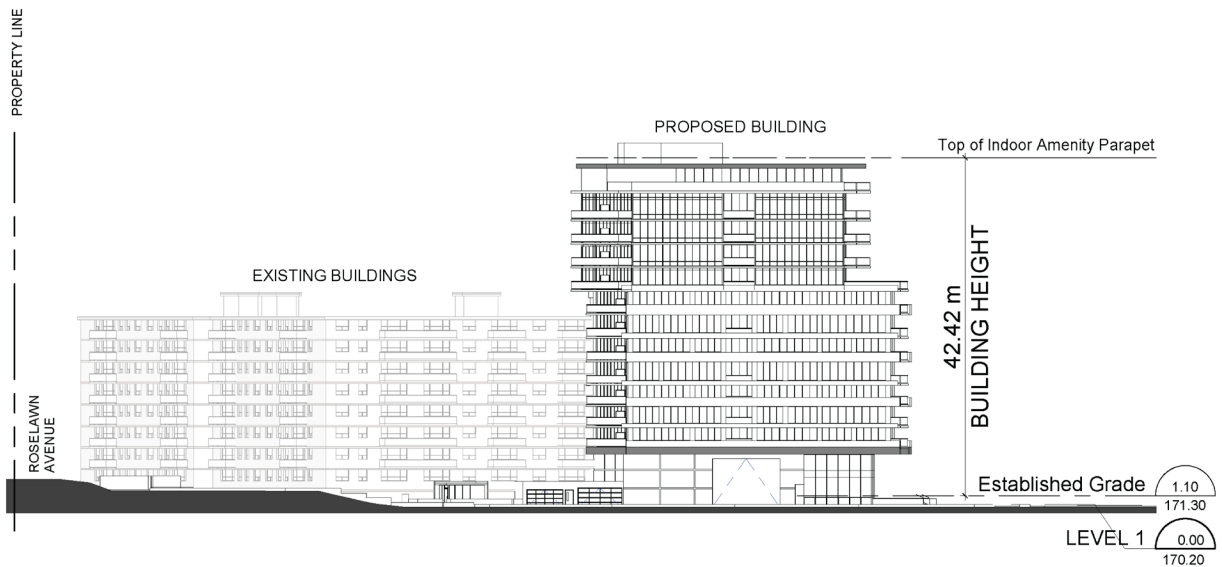 PROPERTY LINE
PROPOSED BUILDING
Top of Indoor Amenity Parapet
EXISTING BUILDINGS
42.42 m
BUILDING HEIGHT
ROSELAWN
AVENUE
Established Grade
1.10
171.30
LEVEL 1
0.00
170.20